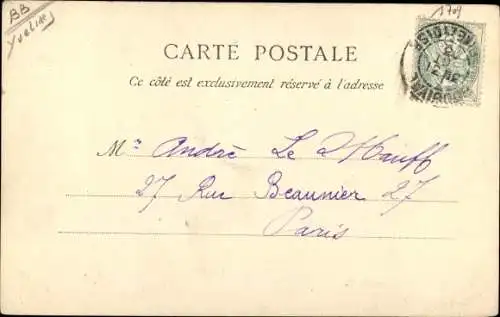 BB
Yvelines
1709
CARTE POSTALE
Ce côté est exclusivement réservé à l'adresse
Mr André Le d'Hauff
27 Rue Beaunier 27
Paris